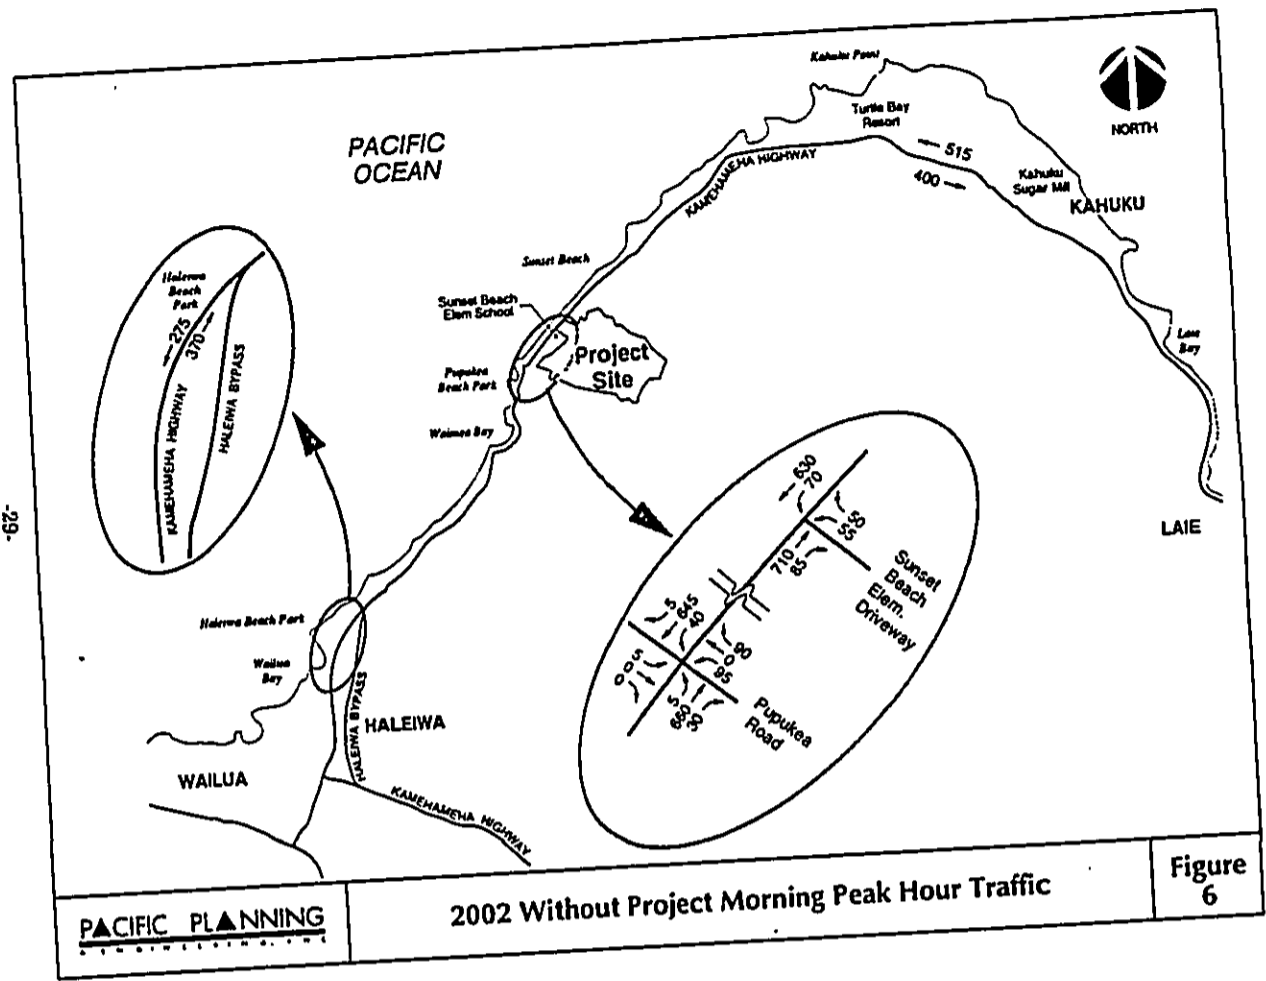 Kahuku Point
NORTH
Turtle Bay
Resort
PACIFIC
OCEAN
515
400
KAMEHAMEHA HIGHWAY
Kahuku
Sugar Mill
KAHUKU
Sunset Beach
Haleiwa
Beach
Park
275
370
KAMEHAMEHA HIGHWAY
HALEIWA BYPASS
Sunset Beach
Elem School
Project
Site
Pupukea
Beach Park
Waimea Bay
Laie
Bay
LAIE
-29-
630
70
50
55
710
85
Sunset
Beach
Elem.
Driveway
5
645
40
90
0
95
5
0
0
5
660
30
Pupukea
Road
Haleiwa Beach Park
Wailua
Bay
HALEIWA BYPASS
HALEIWA
WAILUA
KAMEHAMEHA HIGHWAY
PACIFIC PLANNING
& ENGINEERING, INC
2002 Without Project Morning Peak Hour Traffic
Figure
6